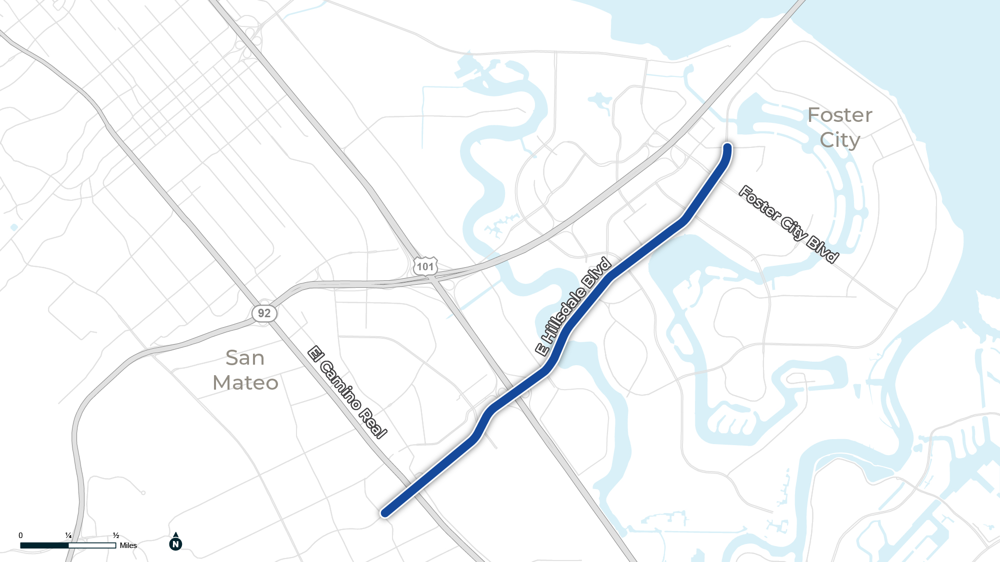 Foster
City
Foster City Blvd
101
E Hillsdale Blvd
92
San
Mateo
El Camino Real
0 ¼ ½
Miles
N